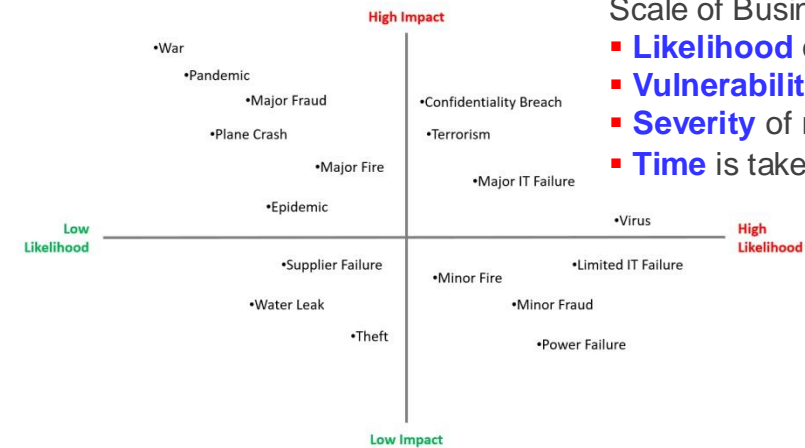 Scale of Busin
High Impact
▪ Likelihood
▪ Vulnerabilit
▪ Severity of
▪ Time is take
•War
•Pandemic
•Major Fraud
•Confidentiality Breach
•Plane Crash
•Terrorism
•Major Fire
•Major IT Failure
•Epidemic
•Virus
Low
Likelihood
High
Likelihood
•Supplier Failure
•Limited IT Failure
•Minor Fire
•Water Leak
•Minor Fraud
•Theft
•Power Failure
Low Impact